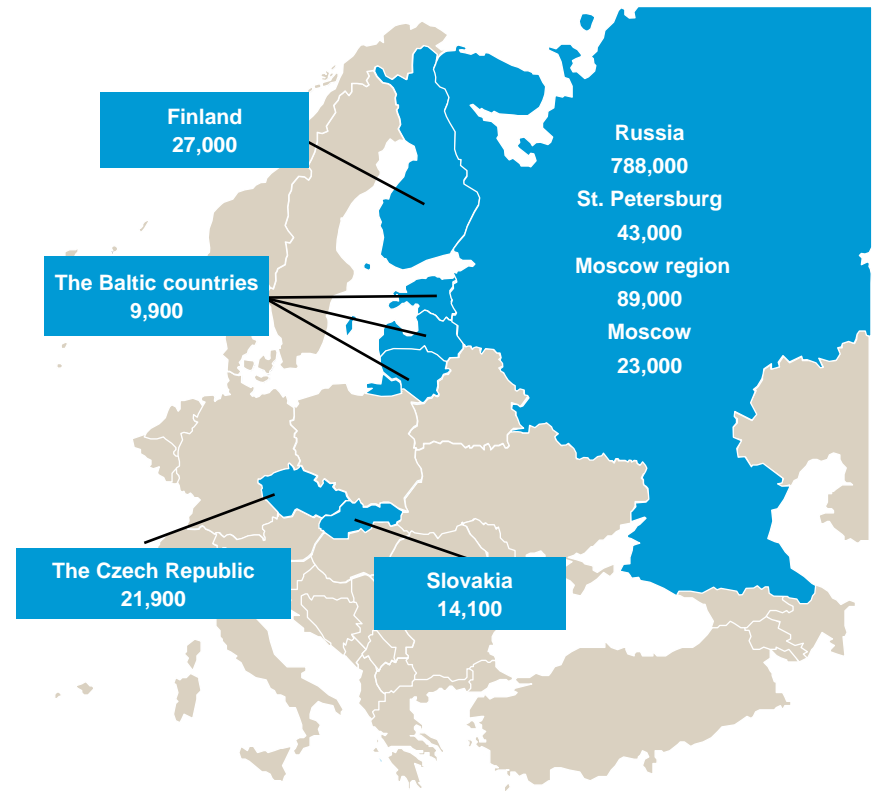 Finland
27,000
Russia
788,000
St. Petersburg
43,000
Moscow region
89,000
Moscow
23,000
The Baltic countries
9,900
The Czech Republic
21,900
Slovakia
14,100